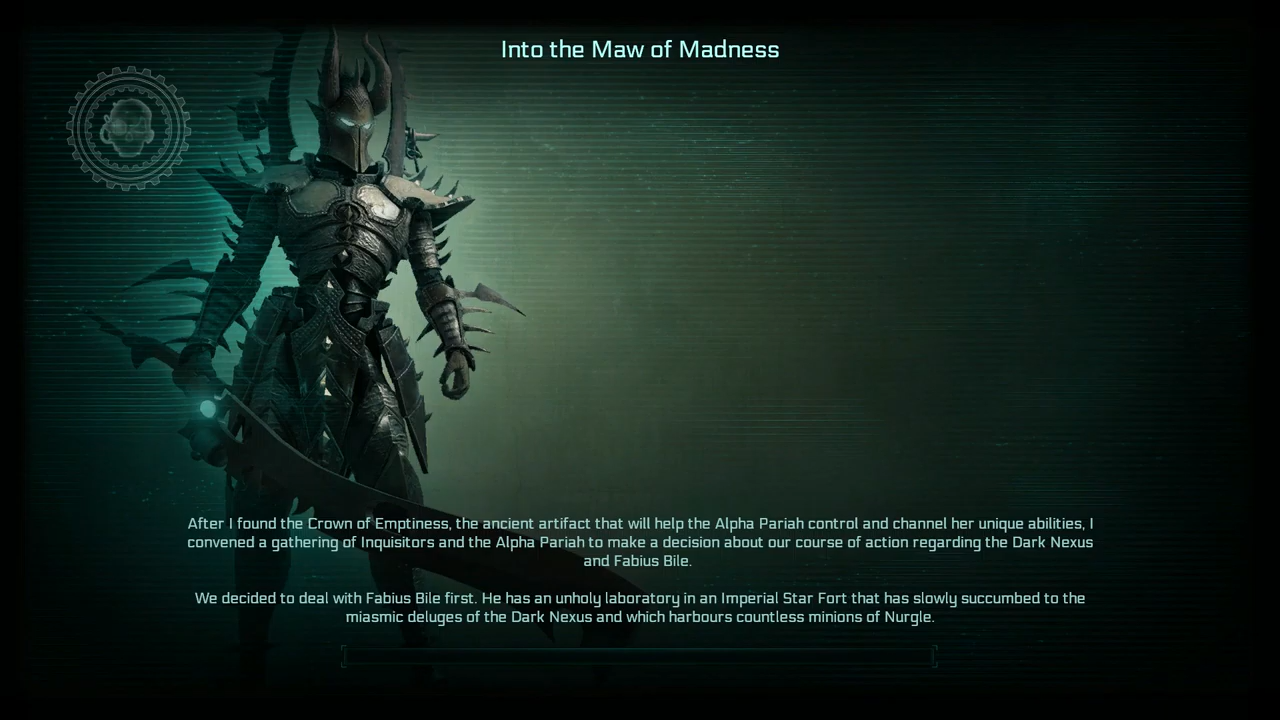 Into the Maw of Madness
After I found the Crown of Emptiness, the ancient artifact that will help the Alpha Pariah control and channel her unique abilities, I
convened a gathering of Inquisitors and the Alpha Pariah to make a decision about our course of action regarding the Dark Nexus
and Fabius Bile.
We decided to deal with Fabius Bile first. He has an unholy laboratory in an Imperial Star Fort that has slowly succumbed to the
miasmic deluges of the Dark Nexus and which harbours countless minions of Nurgle.